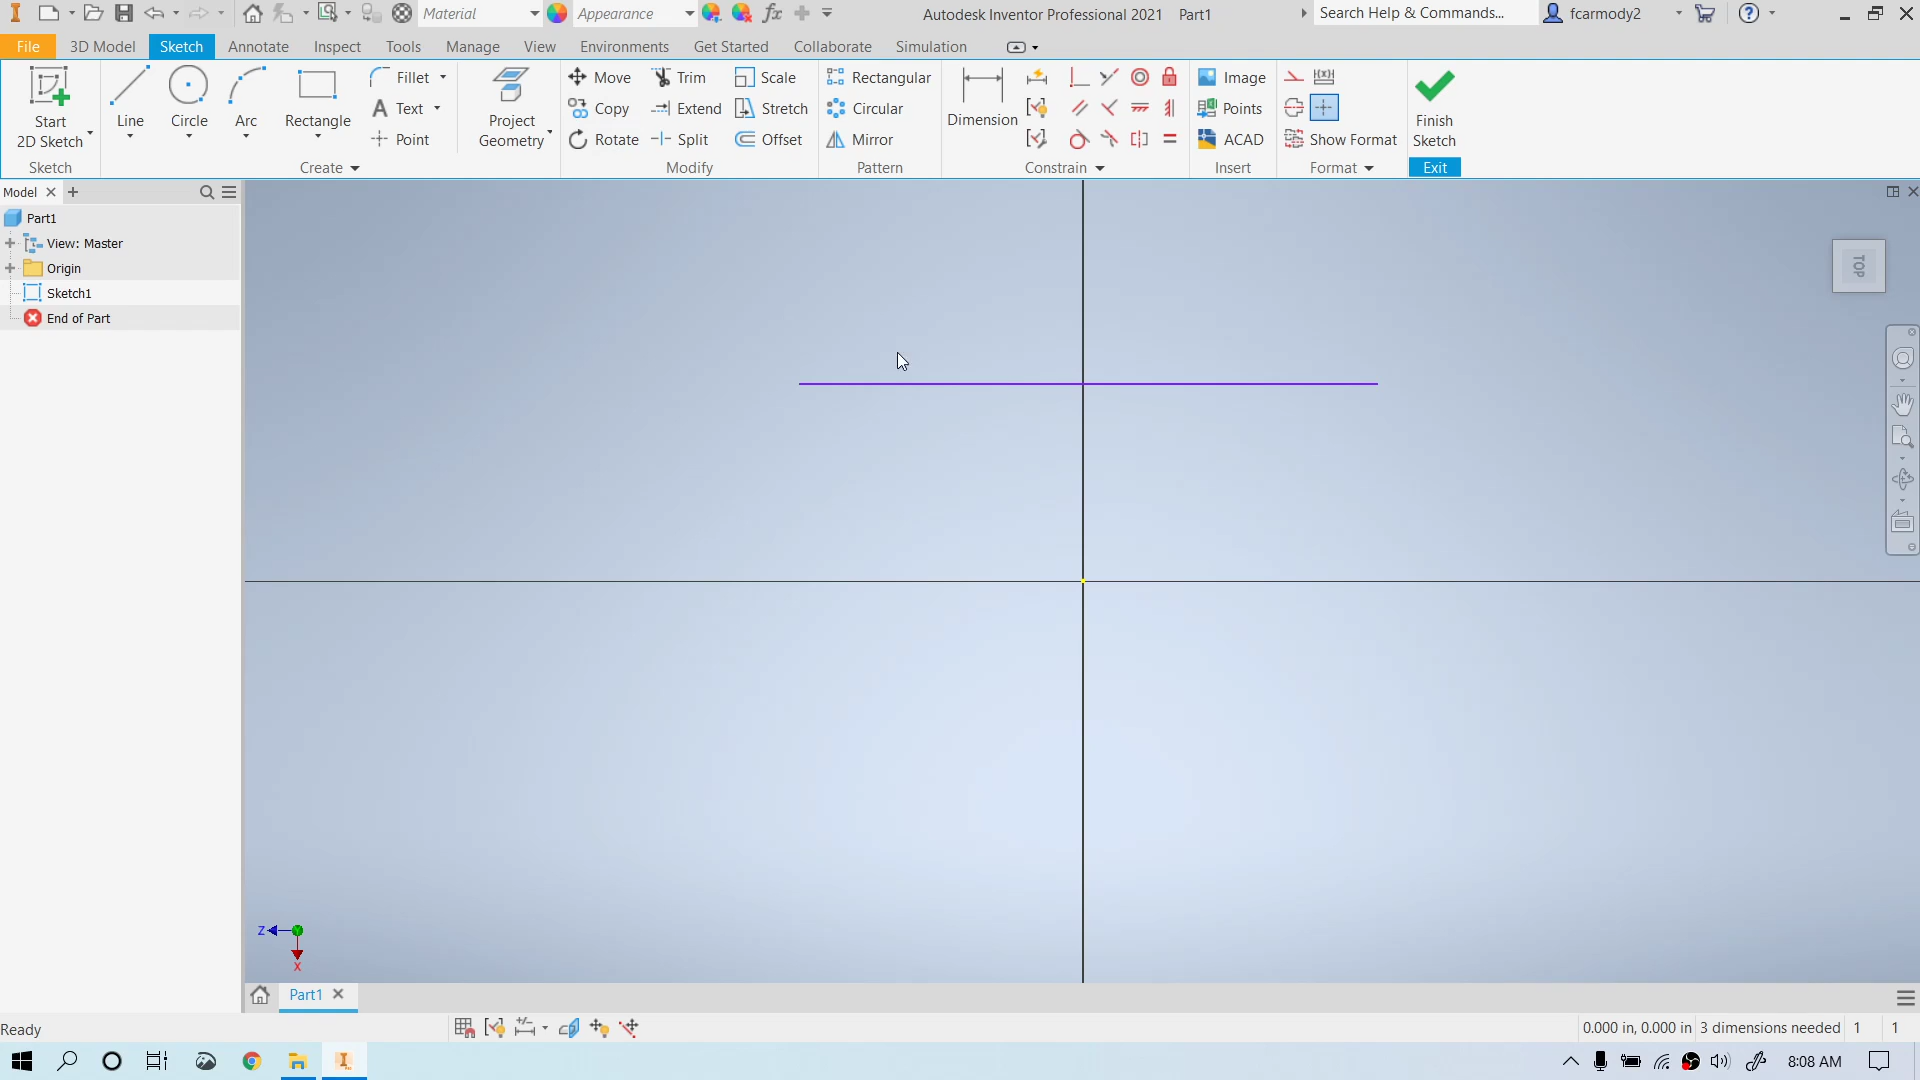 Material Appearance Autodesk Inventor Professional 2021 Part1 Search Help & Commands... fcarmody2
File 3D Model Sketch Annotate Inspect Tools Manage View Environments Get Started Collaborate Simulation
Start 2D Sketch
Line
Circle
Arc
Rectangle
Fillet
Text
Point
Project Geometry
Move
Copy
Rotate
Trim
Extend
Split
Scale
Stretch
Offset
Rectangular
Circular
Mirror
Dimension
Image
Points
ACAD
Show Format
Finish Sketch
Sketch Create Modify Pattern Constrain Insert Format Exit
Model
Part1
View: Master
Origin
Sketch1
End of Part
TOP
Z
X
Part1
Ready 0.000 in, 0.000 in 3 dimensions needed 1 1
8:08 AM